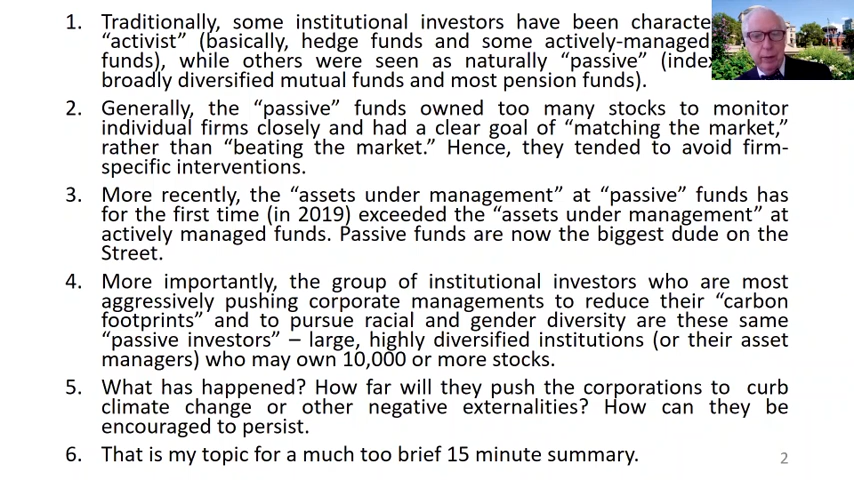 1. Traditionally, some institutional investors have been
“activist” (basically, hedge funds and some actively-managed
funds), while others were seen as naturally “passive”
broadly diversified mutual funds and most pension funds).
2. Generally, the “passive” funds owned too many stocks to monitor
individual firms closely and had a clear goal of “matching the market,”
rather than “beating the market.” Hence, they tended to avoid firm-
specific interventions.
3. More recently, the “assets under management” at “passive” funds has
for the first time (in 2019) exceeded the “assets under management” at
actively managed funds. Passive funds are now the biggest dude on the
Street.
4. More importantly, the group of institutional investors who are most
aggressively pushing corporate managements to reduce their “carbon
footprints” and to pursue racial and gender diversity are these same
“passive investors” – large, highly diversified institutions (or their asset
managers) who may own 10,000 or more stocks.
5. What has happened? How far will they push the corporations to curb
climate change or other negative externalities? How can they be
encouraged to persist.
6. That is my topic for a much too brief 15 minute summary.
2